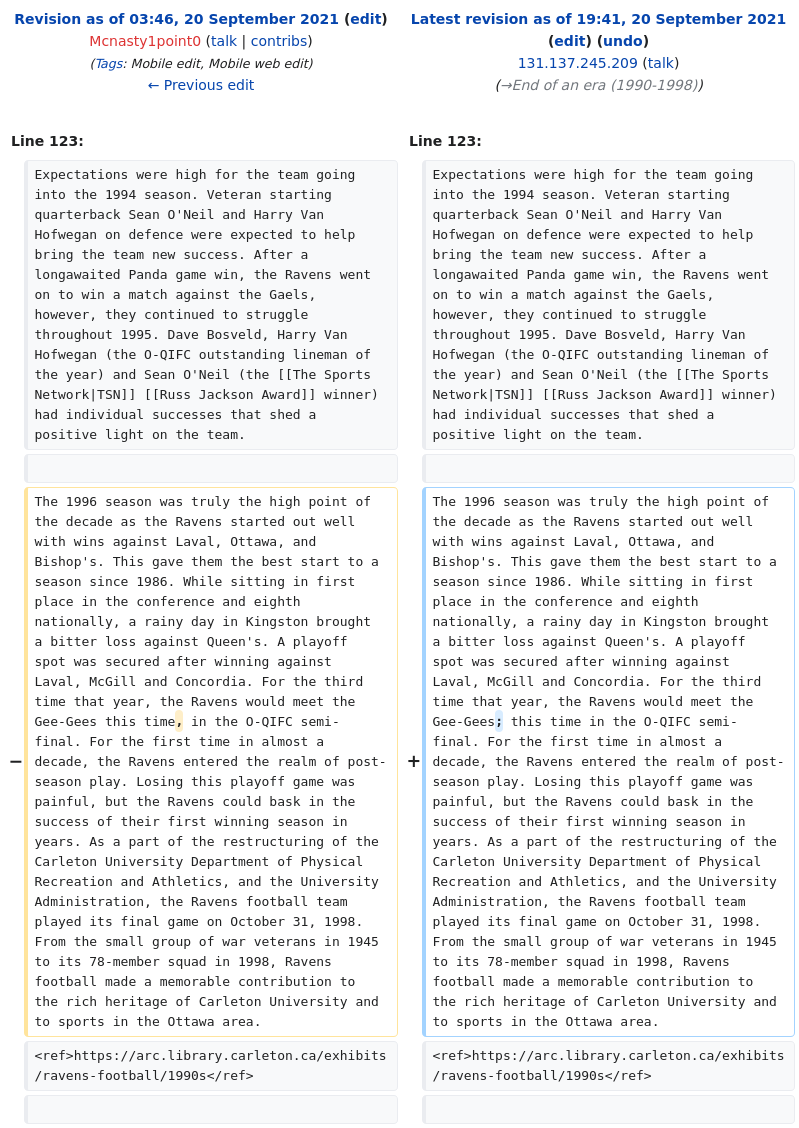 Revision as of 03:46, 20 September 2021 (edit)
Mcnasty1point0 (talk | contribs)
(Tags: Mobile edit, Mobile web edit)
← Previous edit
Latest revision as of 19:41, 20 September 2021
(edit) (undo)
131.137.245.209 (talk)
(→End of an era (1990-1998))
Line 123:
Line 123:
Expectations were high for the team going
into the 1994 season. Veteran starting
quarterback Sean O'Neil and Harry Van
Hofwegan on defence were expected to help
bring the team new success. After a
longawaited Panda game win, the Ravens went
on to win a match against the Gaels,
however, they continued to struggle
throughout 1995. Dave Bosveld, Harry Van
Hofwegan (the O-QIFC outstanding lineman of
the year) and Sean O'Neil (the [[The Sports
Network|TSN]] [[Russ Jackson Award]] winner)
had individual successes that shed a
positive light on the team.
Expectations were high for the team going
into the 1994 season. Veteran starting
quarterback Sean O'Neil and Harry Van
Hofwegan on defence were expected to help
bring the team new success. After a
longawaited Panda game win, the Ravens went
on to win a match against the Gaels,
however, they continued to struggle
throughout 1995. Dave Bosveld, Harry Van
Hofwegan (the O-QIFC outstanding lineman of
the year) and Sean O'Neil (the [[The Sports
Network|TSN]] [[Russ Jackson Award]] winner)
had individual successes that shed a
positive light on the team.
−
The 1996 season was truly the high point of
the decade as the Ravens started out well
with wins against Laval, Ottawa, and
Bishop's. This gave them the best start to a
season since 1986. While sitting in first
place in the conference and eighth
nationally, a rainy day in Kingston brought
a bitter loss against Queen's. A playoff
spot was secured after winning against
Laval, McGill and Concordia. For the third
time that year, the Ravens would meet the
Gee-Gees this time, in the O-QIFC semi-
final. For the first time in almost a
decade, the Ravens entered the realm of post-
season play. Losing this playoff game was
painful, but the Ravens could bask in the
success of their first winning season in
years. As a part of the restructuring of the
Carleton University Department of Physical
Recreation and Athletics, and the University
Administration, the Ravens football team
played its final game on October 31, 1998.
From the small group of war veterans in 1945
to its 78-member squad in 1998, Ravens
football made a memorable contribution to
the rich heritage of Carleton University and
to sports in the Ottawa area.
+
The 1996 season was truly the high point of
the decade as the Ravens started out well
with wins against Laval, Ottawa, and
Bishop's. This gave them the best start to a
season since 1986. While sitting in first
place in the conference and eighth
nationally, a rainy day in Kingston brought
a bitter loss against Queen's. A playoff
spot was secured after winning against
Laval, McGill and Concordia. For the third
time that year, the Ravens would meet the
Gee-Gees; this time in the O-QIFC semi-
final. For the first time in almost a
decade, the Ravens entered the realm of post-
season play. Losing this playoff game was
painful, but the Ravens could bask in the
success of their first winning season in
years. As a part of the restructuring of the
Carleton University Department of Physical
Recreation and Athletics, and the University
Administration, the Ravens football team
played its final game on October 31, 1998.
From the small group of war veterans in 1945
to its 78-member squad in 1998, Ravens
football made a memorable contribution to
the rich heritage of Carleton University and
to sports in the Ottawa area.
<ref>https://arc.library.carleton.ca/exhibits
/ravens-football/1990s</ref>
<ref>https://arc.library.carleton.ca/exhibits
/ravens-football/1990s</ref>